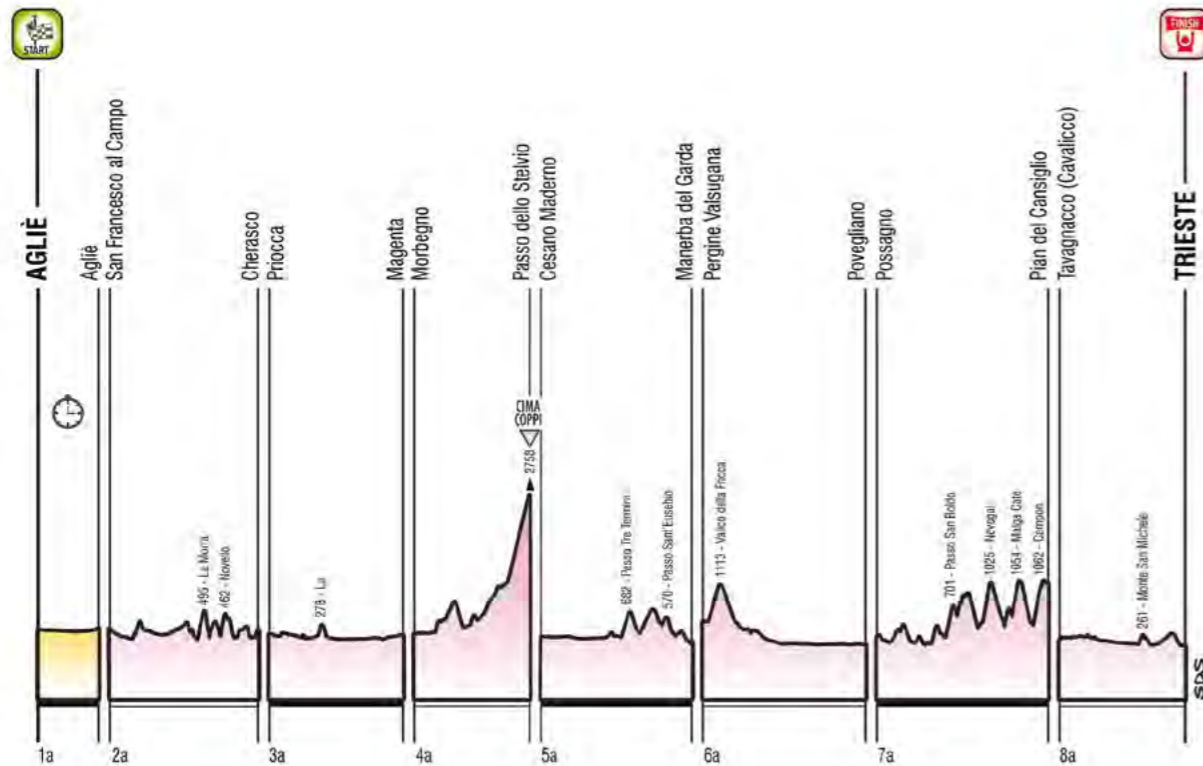 START
FINISH
AGLIÈ
Agliè
San Francesco al Campo
Cherasco
Priocca
Magenta
Morbegno
Passo dello Stelvio
Cesano Maderno
Manerba del Garda
Pergine Valsugana
Povegliano
Possagno
Pian del Cansiglio
Tavagnacco (Cavalicco)
TRIESTE
CIMA
COPPI
2758
495 - La Morra
462 - Novello
278 - Lu
682 - Passo Tre Termini
570 - Passo Sant'Eusebio
1113 - Valico della Fricca
701 - Passo San Boldo
1025 - Nevegal
1054 - Malga Cate
1062 - Campon
261 - Monte San Michele
SDS
1a
2a
3a
4a
5a
6a
7a
8a